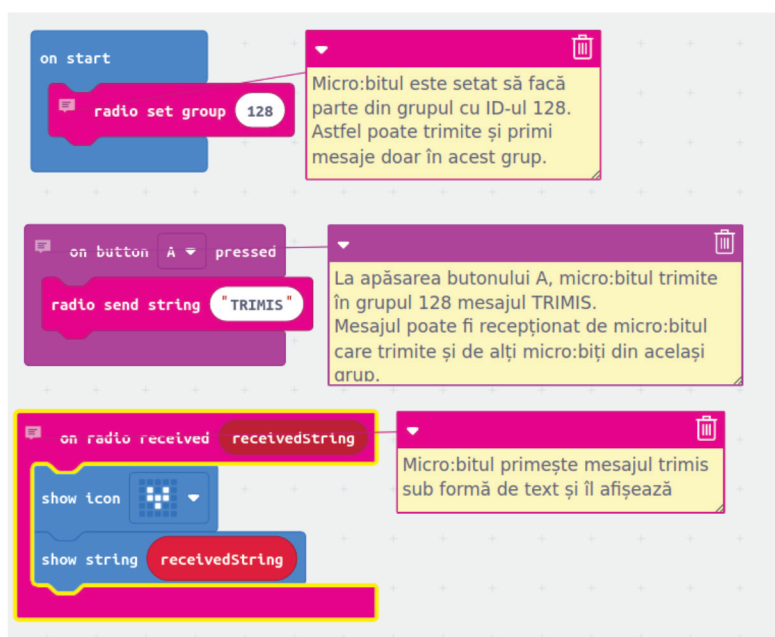 on start
radio set group 128
Micro:bitul este setat să facă
parte din grupul cu ID-ul 128.
Astfel poate trimite și primi
mesaje doar în acest grup.
on button A pressed
radio send string "TRIMIS"
La apăsarea butonului A, micro:bitul trimite
în grupul 128 mesajul TRIMIS.
Mesajul poate fi recepționat de micro:bitul
care trimite și de alți micro:biți din același
grup.
on radio received receivedString
show icon
show string receivedString
Micro:bitul primește mesajul trimis
sub formă de text și îl afișează